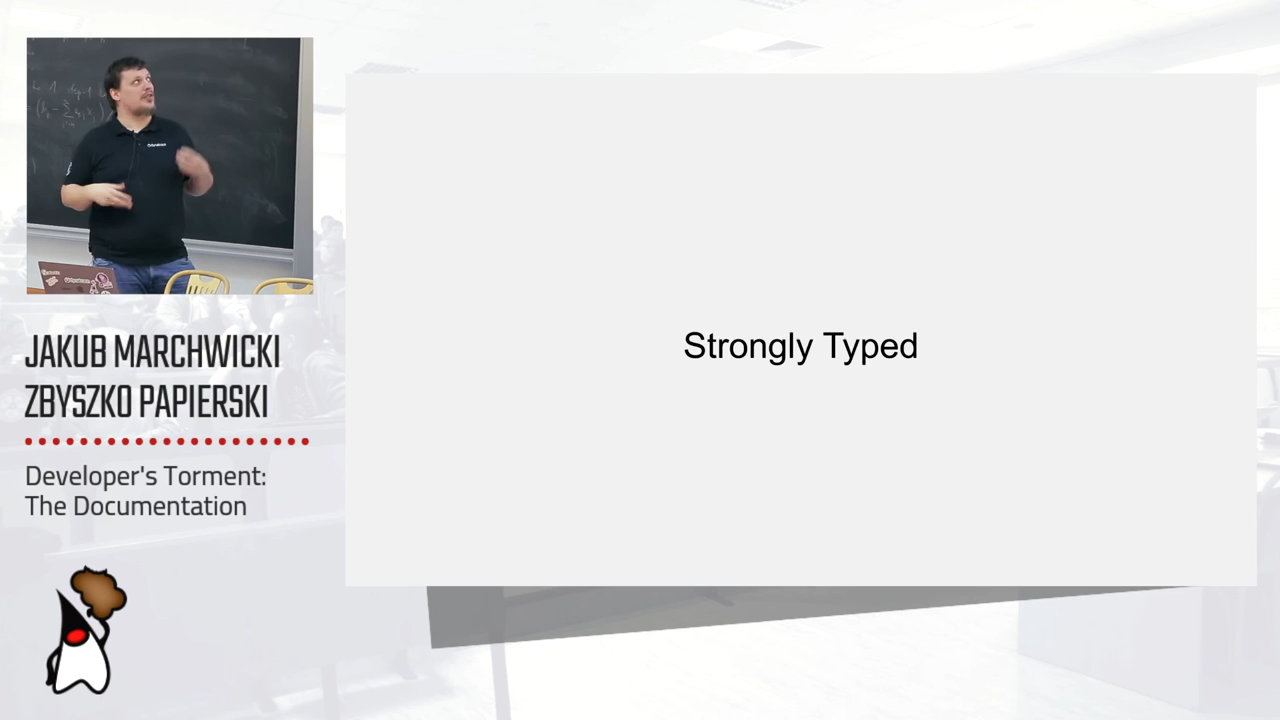 JAKUB MARCHWICKI
ZBYSZKO PAPIERSKI
Developer's Torment:
The Documentation
Strongly Typed